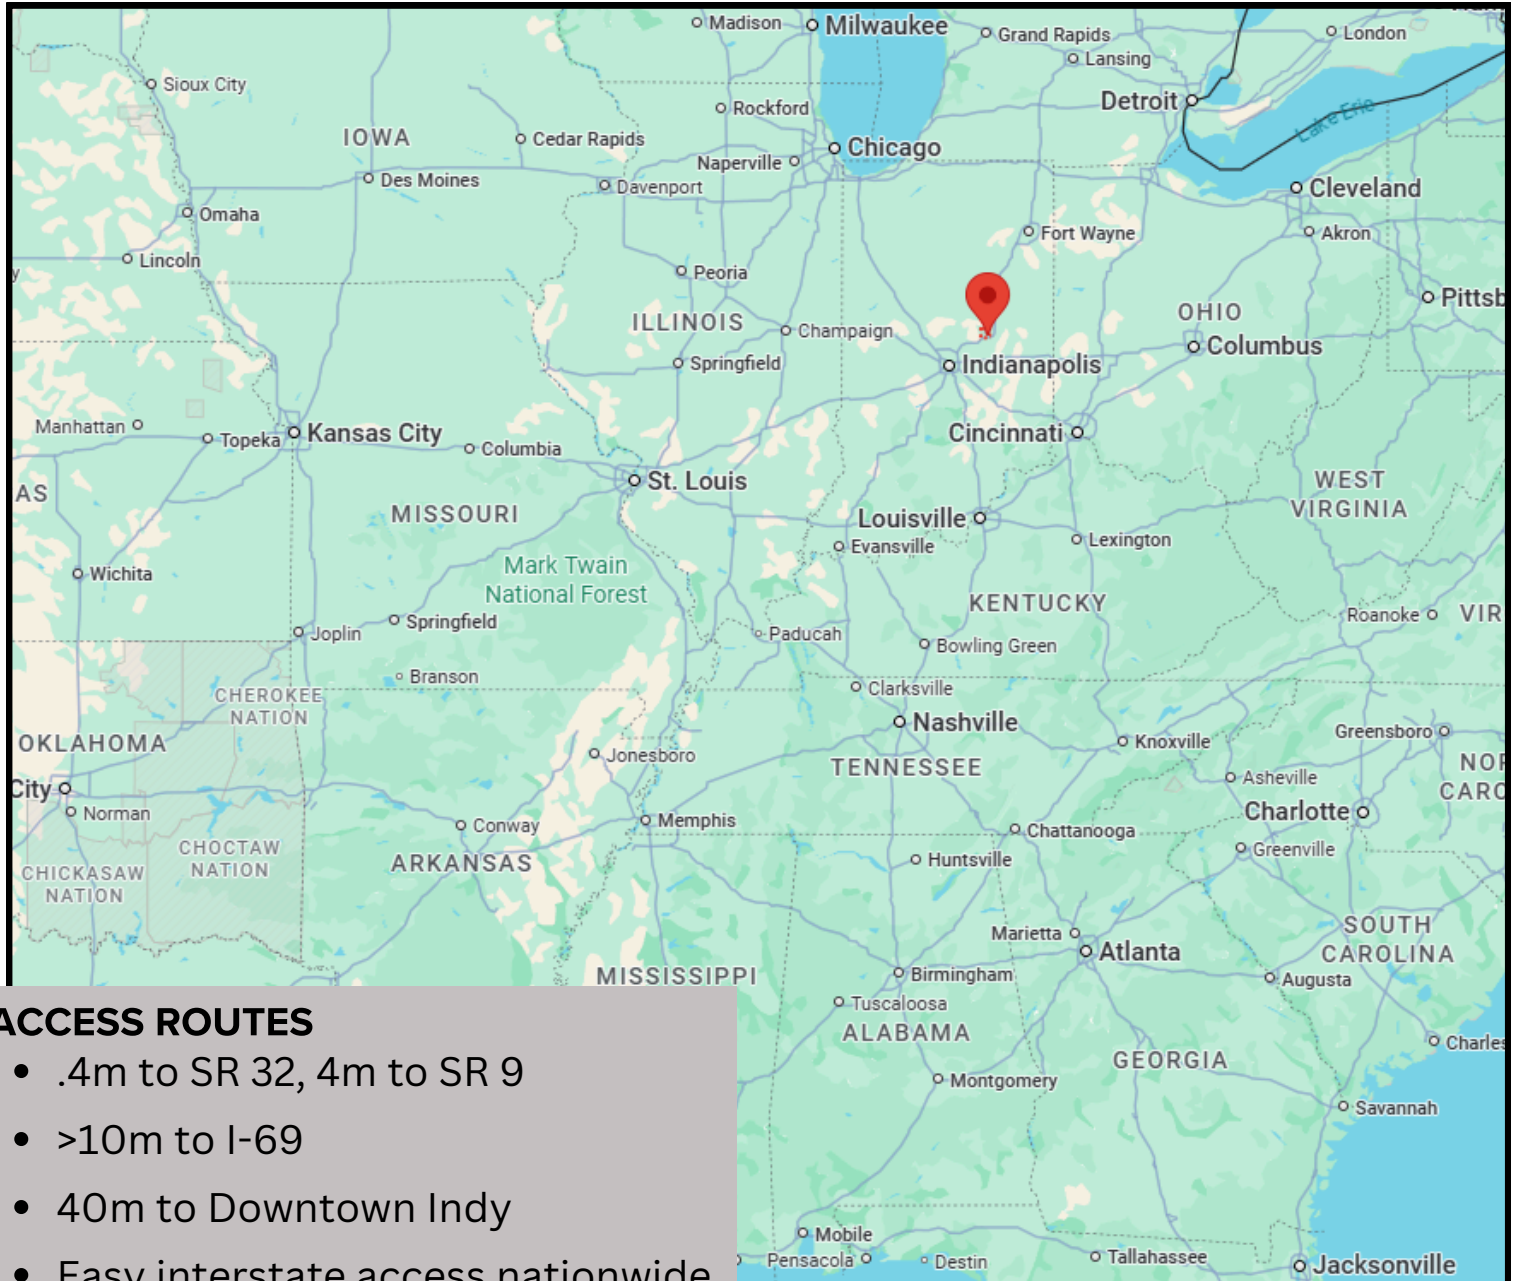 Madison
Milwaukee
Grand Rapids
London
Lansing
Sioux City
Detroit
Rockford
Lake Erie
IOWA
Cedar Rapids
Chicago
Naperville
Des Moines
Davenport
Cleveland
Omaha
Fort Wayne
Akron
Lincoln
y
Peoria
Pittsb
OHIO
ILLINOIS
Champaign
Columbus
Springfield
Indianapolis
Manhattan
Topeka
Kansas City
Columbia
Cincinnati
St. Louis
WEST
VIRGINIA
AS
MISSOURI
Louisville
Evansville
Lexington
Mark Twain
National Forest
Wichita
KENTUCKY
Roanoke
VIR
Springfield
Joplin
Paducah
Bowling Green
Branson
Clarksville
CHEROKEE
NATION
Nashville
Greensboro
OKLAHOMA
Knoxville
Jonesboro
TENNESSEE
NOR
CARO
Asheville
City
Norman
Charlotte
Conway
Memphis
Chattanooga
CHOCTAW
NATION
Greenville
ARKANSAS
Huntsville
CHICKASAW
NATION
SOUTH
CAROLINA
Marietta
Atlanta
MISSISSIPPI
Birmingham
Augusta
Tuscaloosa
ALABAMA
Charles
GEORGIA
Montgomery
Savannah
Mobile
Pensacola
Destin
Tallahassee
Jacksonville
ACCESS ROUTES
• .4m to SR 32, 4m to SR 9
• >10m to I-69
• 40m to Downtown Indy
• Easy interstate access nationwide